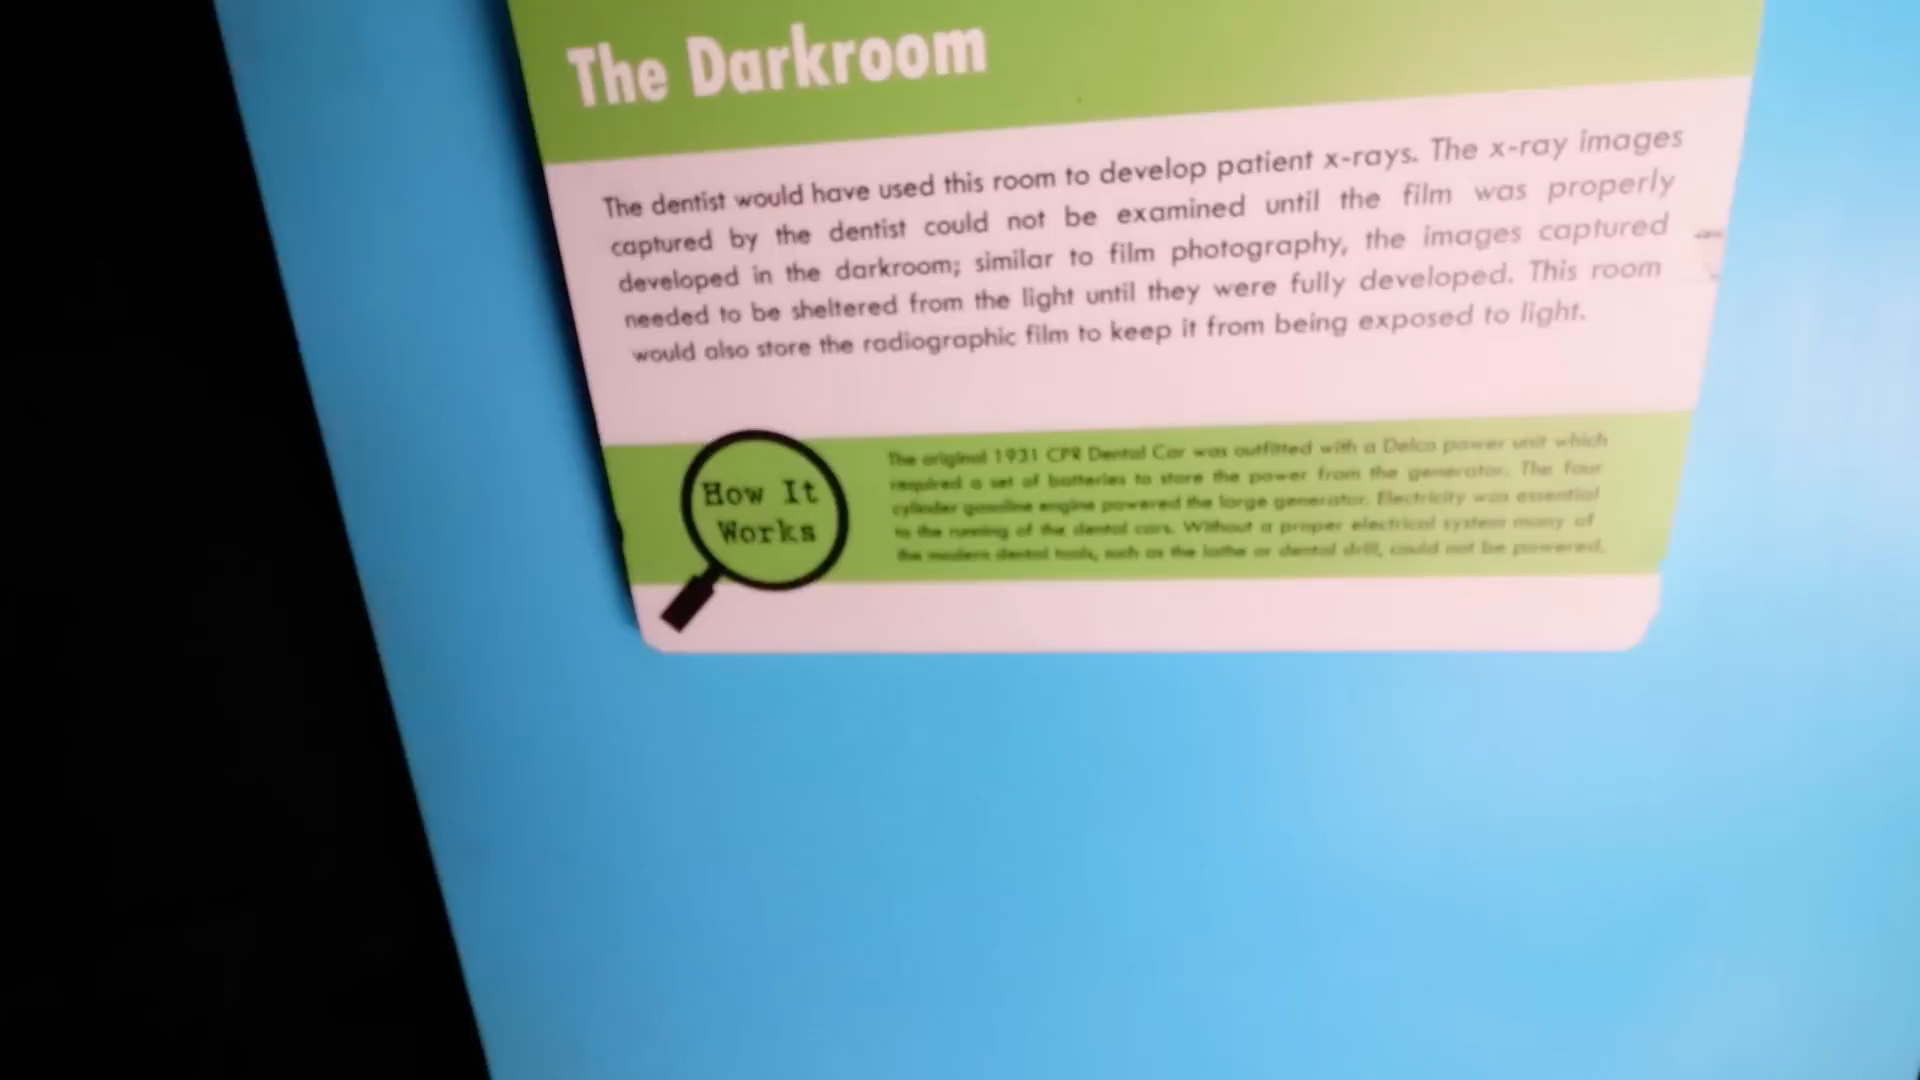 The Darkroom
The dentist would have used this room to develop patient x-rays. The x-ray images
captured by the dentist could not be examined until the film was properly
developed in the darkroom; similar to film photography, the images captured
needed to be sheltered from the light until they were fully developed. This room
would also store the radiographic film to keep it from being exposed to light.
How It
Works
The original 1931 CPR Dental Car was outfitted with a Delco power unit which
required a set of batteries to store the power from the generator. The four
cylinder gasoline engine powered the large generator. Electricity was essential
to the running of the dental cars. Without a proper electrical system many of
the modern dental tools, such as the lathe or dental drill, could not be powered.